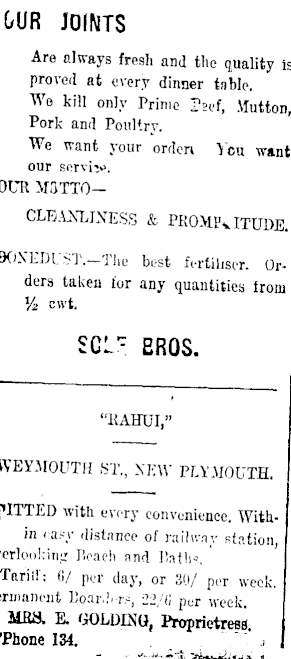 OUR JOINTS
Are always fresh and the quality is
proved at every dinner table.
We kill only Prime Beef, Mutton,
Pork and Poultry.
We want your order. You want
our service.
OUR MOTTO—
CLEANLINESS & PROMPTITUDE.
BONEDUST.—The best fertiliser. Or-
ders taken for any quantities from
½ cwt.
SOLE BROS.
"RAHUI,"
WEYMOUTH ST., NEW PLYMOUTH.
FITTED with every convenience. With-
in easy distance of railway station,
overlooking Beach and Baths.
Tariff: 6/ per day, or 30/ per week.
Permanent Boarders, 22/6 per week.
MRS. E. GOLDING, Proprietress.
'Phone 134.